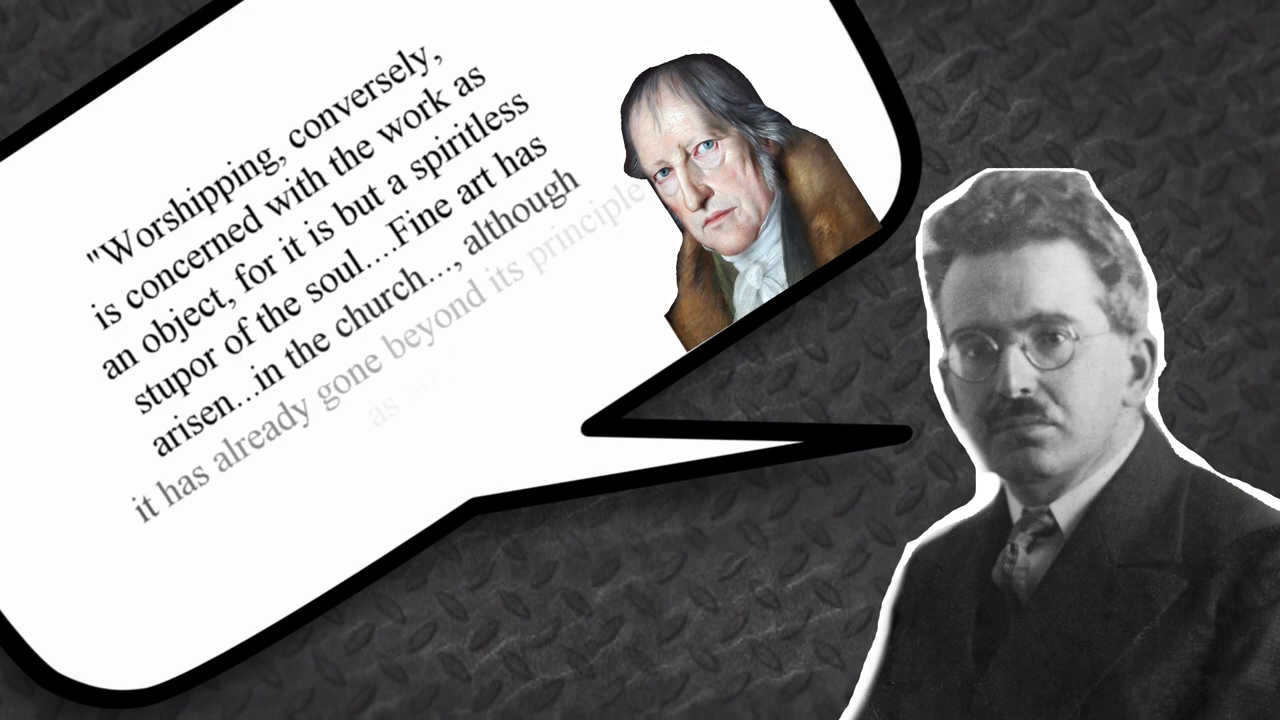 "Worshipping, conversely,
is concerned with the work as
an object, for it is but a spiritless
stupor of the soul....Fine art has
arisen...in the church..., although
it has already gone beyond its principle
as